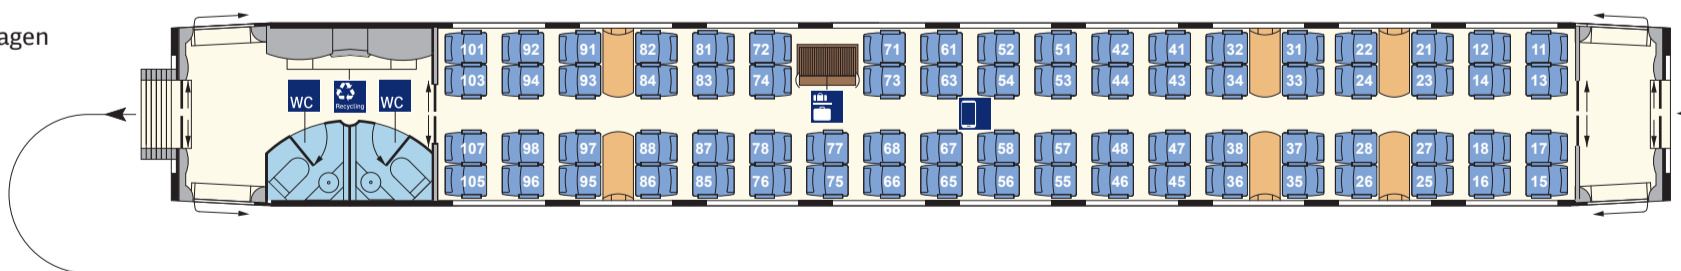 agen
101 92 91 82 81 72 71 61 52 51 42 41 32 31 22 21 12 11
103 94 93 84 83 74 73 63 54 53 44 43 34 33 24 23 14 13
WC Recycling WC
107 98 97 88 87 78 77 68 67 58 57 48 47 38 37 28 27 18 17
105 96 95 86 85 76 75 66 65 56 55 46 45 36 35 26 25 16 15